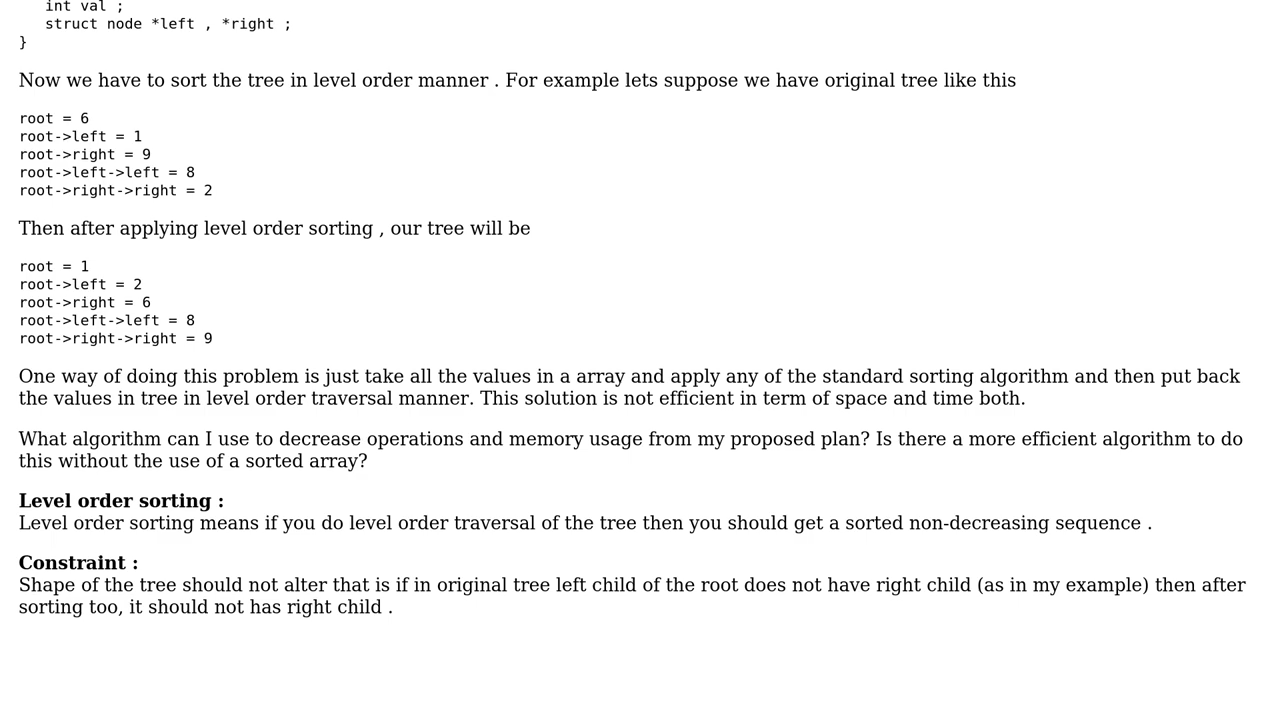 int val ;
struct node *left , *right ;
}
Now we have to sort the tree in level order manner . For example lets suppose we have original tree like this
root = 6
root->left = 1
root->right = 9
root->left->left = 8
root->right->right = 2
Then after applying level order sorting , our tree will be
root = 1
root->left = 2
root->right = 6
root->left->left = 8
root->right->right = 9
One way of doing this problem is just take all the values in a array and apply any of the standard sorting algorithm and then put back
the values in tree in level order traversal manner. This solution is not efficient in term of space and time both.
What algorithm can I use to decrease operations and memory usage from my proposed plan? Is there a more efficient algorithm to do
this without the use of a sorted array?
Level order sorting :
Level order sorting means if you do level order traversal of the tree then you should get a sorted non-decreasing sequence .
Constraint :
Shape of the tree should not alter that is if in original tree left child of the root does not have right child (as in my example) then after
sorting too, it should not has right child .